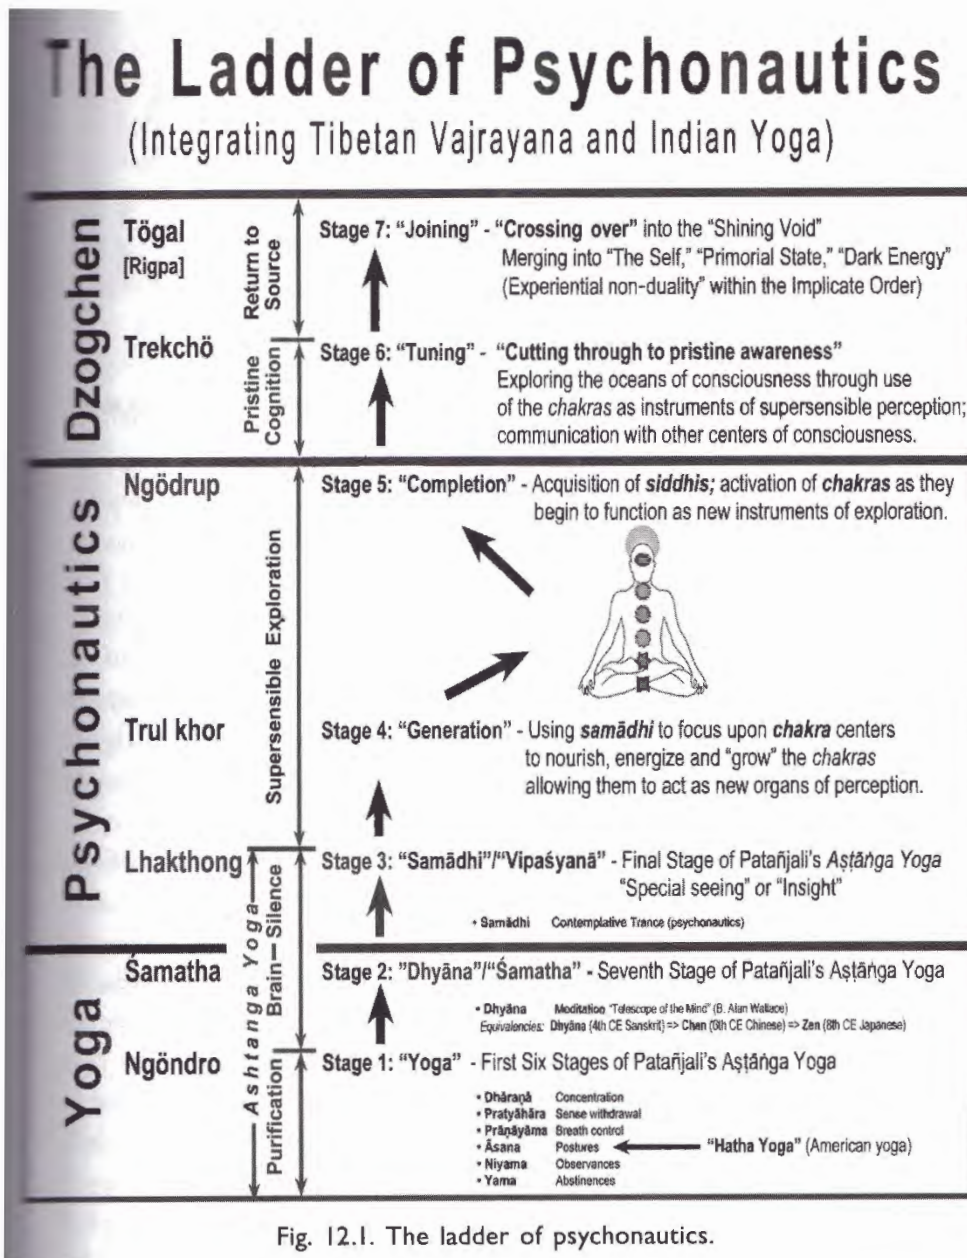 The Ladder of Psychonautics
(Integrating Tibetan Vajrayana and Indian Yoga)
Dzogchen
Tögal
[Rigpa]
Return to
Source
Stage 7: “Joining” - “Crossing over” into the “Shining Void”
Merging into “The Self,” “Primorial State,” “Dark Energy”
(Experiential non-duality” within the Implicate Order)
Trekchö
Pristine
Cognition
Stage 6: “Tuning” - “Cutting through to pristine awareness”
Exploring the oceans of consciousness through use
of the chakras as instruments of supersensible perception;
communication with other centers of consciousness.
Psychonautics
Ngödrup
Supersensible Exploration
Stage 5: “Completion” - Acquisition of siddhis; activation of chakras as they
begin to function as new instruments of exploration.
Trul khor
Stage 4: “Generation” - Using samādhi to focus upon chakra centers
to nourish, energize and “grow” the chakras
allowing them to act as new organs of perception.
Lhakthong
Stage 3: “Samādhi”/“Vipaśyanā” - Final Stage of Patañjali’s Aṣṭāṅga Yoga
“Special seeing” or “Insight”
• Samādhi Contemplative Trance (psychonautics)
Ashtanga Yoga
Brain—Silence
Yoga
Śamatha
Stage 2: ”Dhyāna”/“Śamatha” - Seventh Stage of Patañjali’s Aṣṭāṅga Yoga
• Dhyāna Meditation “Telescope of the Mind” (B. Alan Wallace)
Equivalencies: Dhyāna (4th CE Sanskrit) => Chan (6th CE Chinese) => Zen (8th CE Japanese)
Ngöndro
Purification
Stage 1: “Yoga” - First Six Stages of Patañjali’s Aṣṭāṅga Yoga
• Dhāraṇā Concentration
• Pratyāhāra Sense withdrawal
• Prāṇāyāma Breath control
• Āsana Postures “Hatha Yoga” (American yoga)
• Niyama Observances
• Yama Abstinences
Fig. 12.1. The ladder of psychonautics.